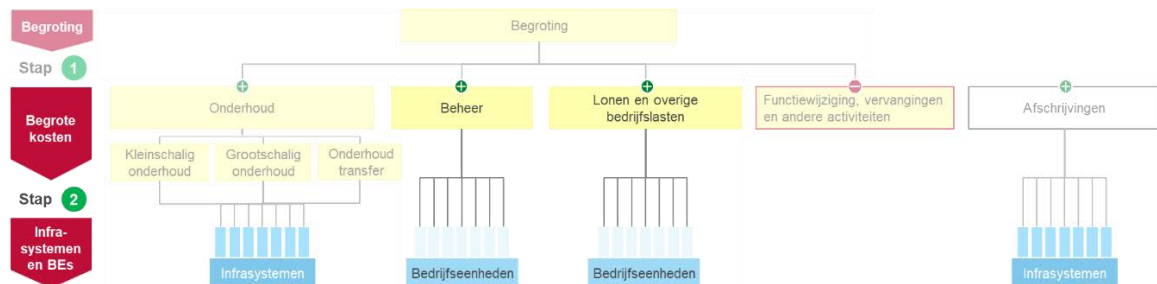 Begroting
Begroting
Stap 1
Begrote
kosten
Onderhoud
Beheer
Lonen en overige
bedrijfslasten
Functiewijziging, vervangingen
en andere activiteiten
Afschrijvingen
Kleinschalig
onderhoud
Grootschalig
onderhoud
Onderhoud
transfer
Stap 2
Infra-
systemen
en BEs
Infrasystemen
Bedrijfseenheden
Bedrijfseenheden
Infrasystemen